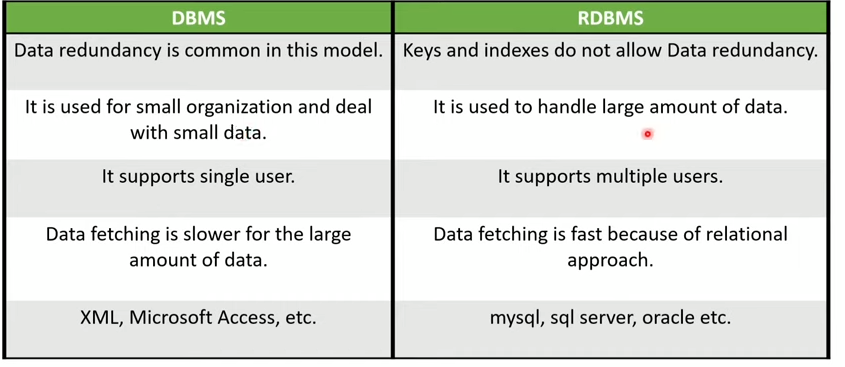 DBMS
RDBMS
Data redundancy is common in this model.
Keys and indexes do not allow Data redundancy.
It is used for small organization and deal
with small data.
It is used to handle large amount of data.
It supports single user.
It supports multiple users.
Data fetching is slower for the large
amount of data.
Data fetching is fast because of relational
approach.
XML, Microsoft Access, etc.
mysql, sql server, oracle etc.